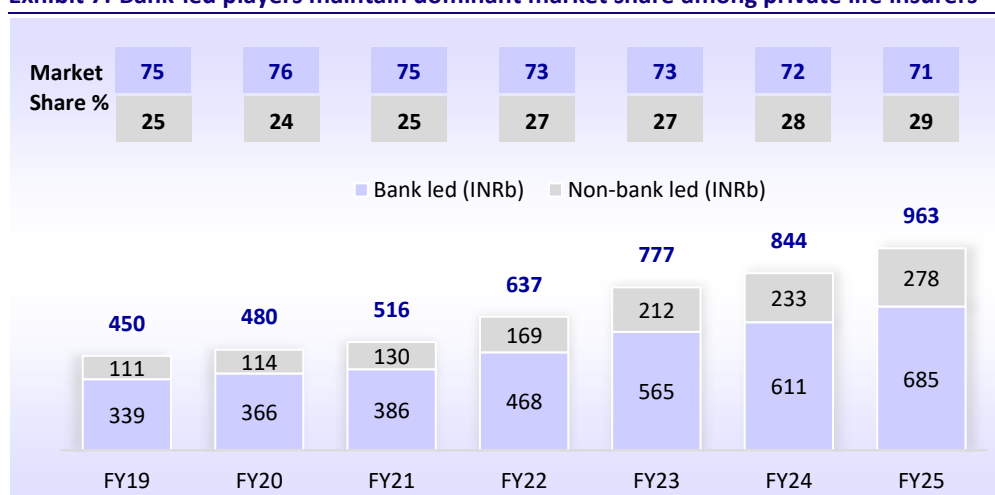 Exhibit 7: Bank-led players maintain dominant market share among private life insurers
Market 75 76 75 73 73 72 71
Share % 25 24 25 27 27 28 29
Bank led (INRb) Non-bank led (INRb)
450 480 516 637 777 844 963
111 114 130 169 212 233 278
339 366 386 468 565 611 685
FY19 FY20 FY21 FY22 FY23 FY24 FY25